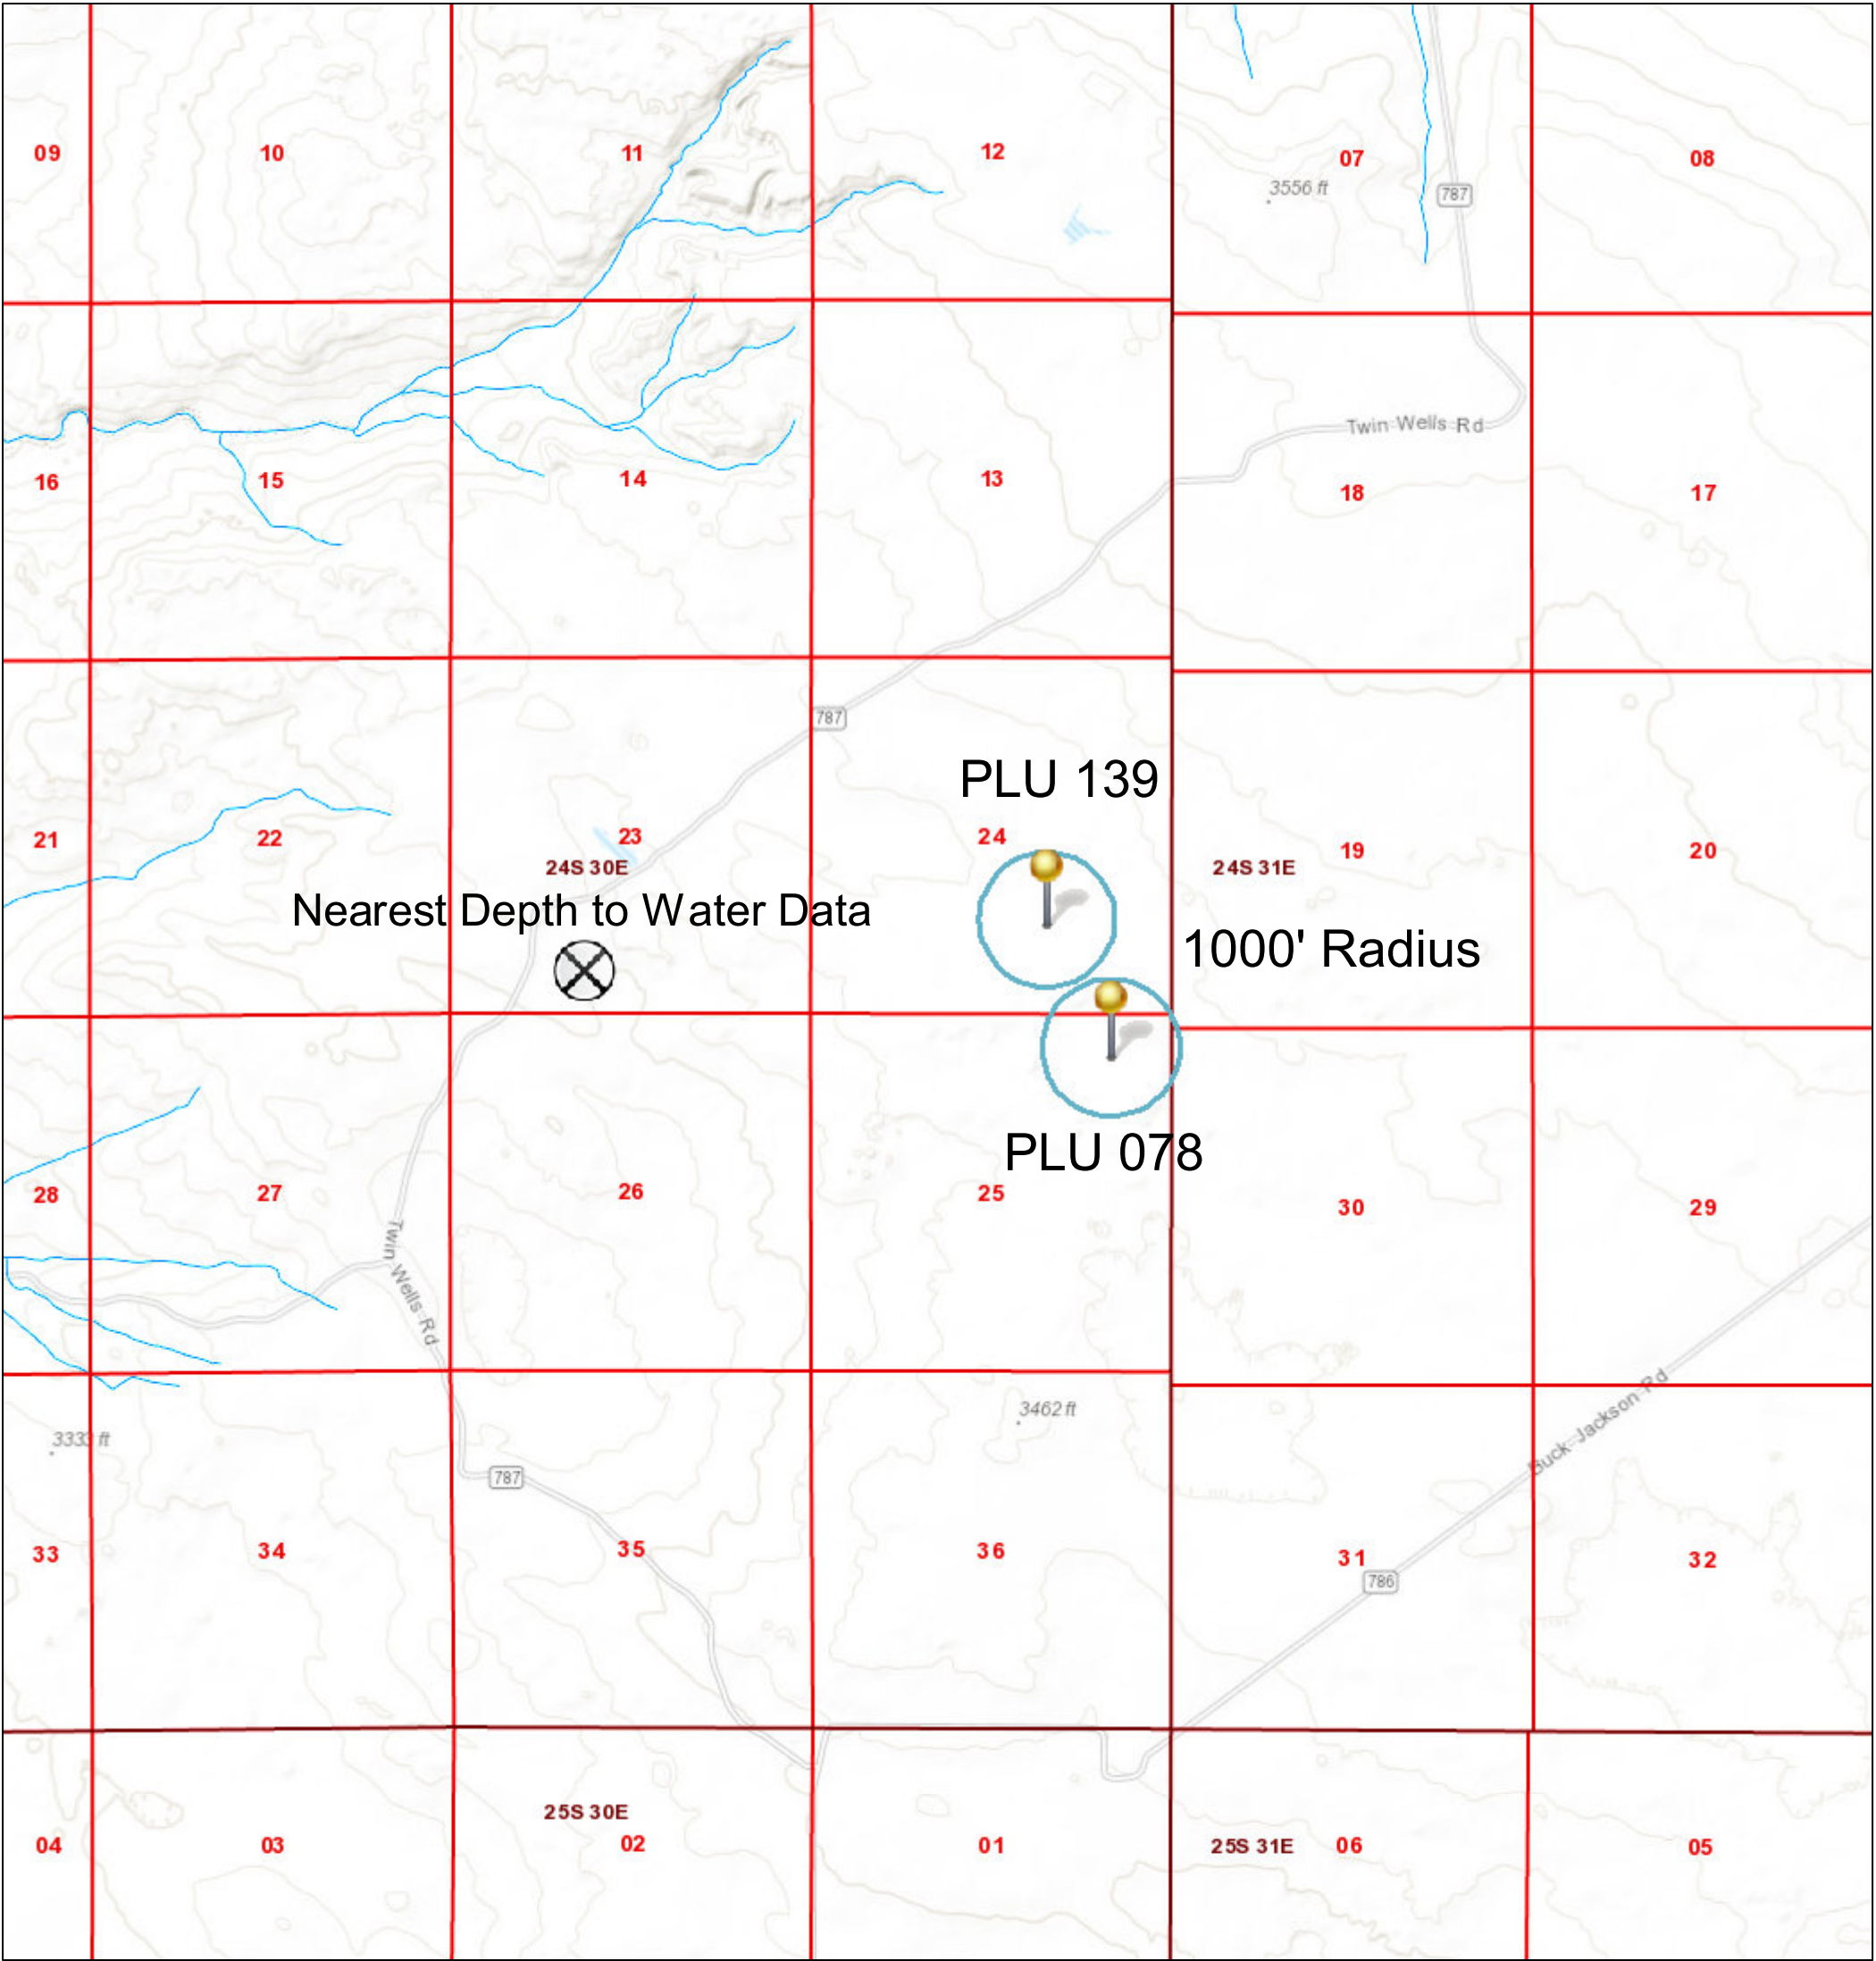 09
10
11
12
07
08
3556 ft
787
16
15
14
13
18
17
Twin Wells Rd
787
PLU 139
21
22
23
24
19
20
24S 30E
24S 31E
Nearest Depth to Water Data
1000' Radius
PLU 078
28
27
26
25
30
29
Twin Wells Rd
Buck Jackson Rd
3333 ft
3462 ft
787
33
34
35
36
31
32
786
25S 30E
25S 31E
04
03
02
01
06
05